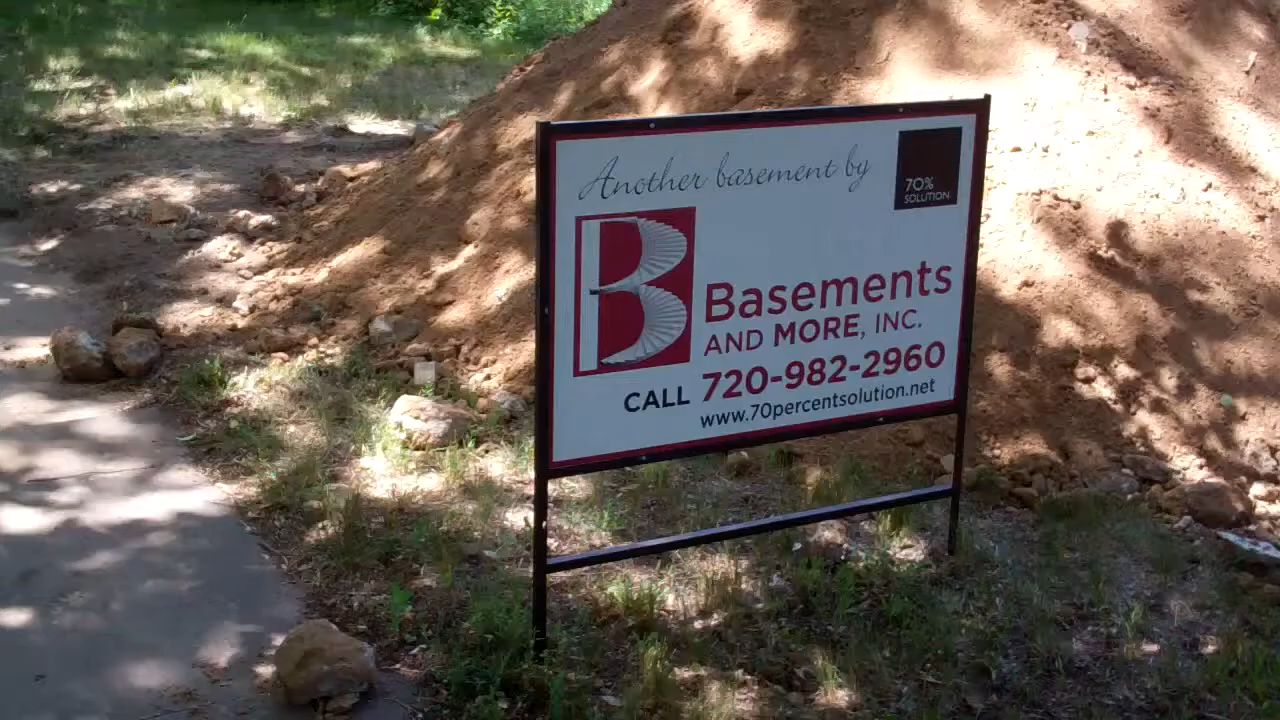 Another basement by
70%
SOLUTION
B
Basements
AND MORE, INC.
CALL 720-982-2960
www.70percentsolution.net